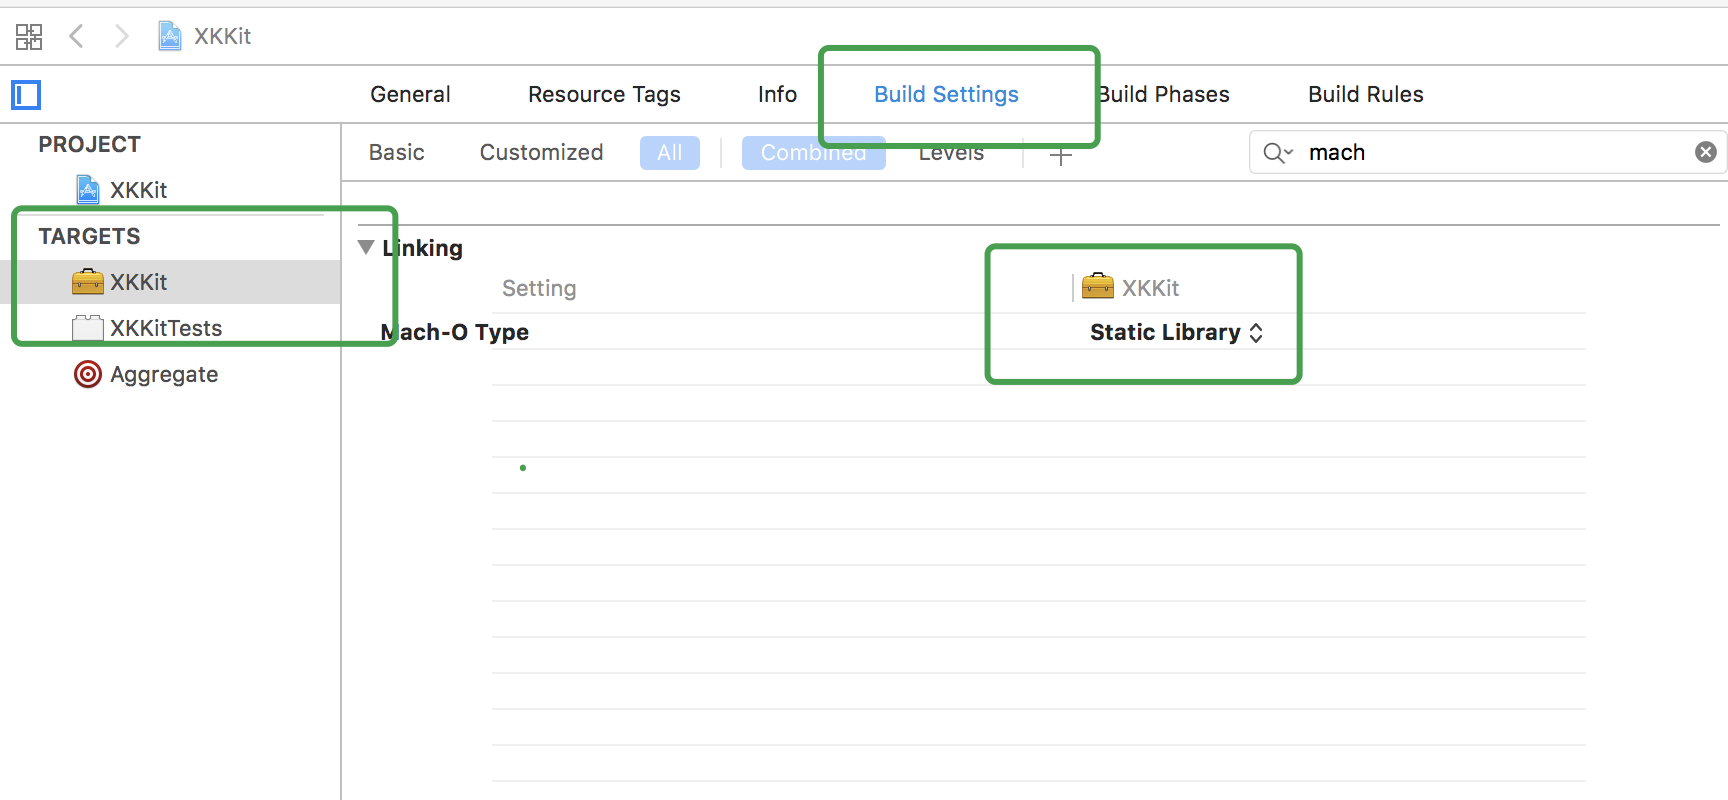 XKKit
General Resource Tags Info Build Settings Build Phases Build Rules
PROJECT
Basic Customized All Combined Levels mach
XKKit
TARGETS
Linking
XKKit
Setting XKKit
XKKitTests
Mach-O Type Static Library
Aggregate